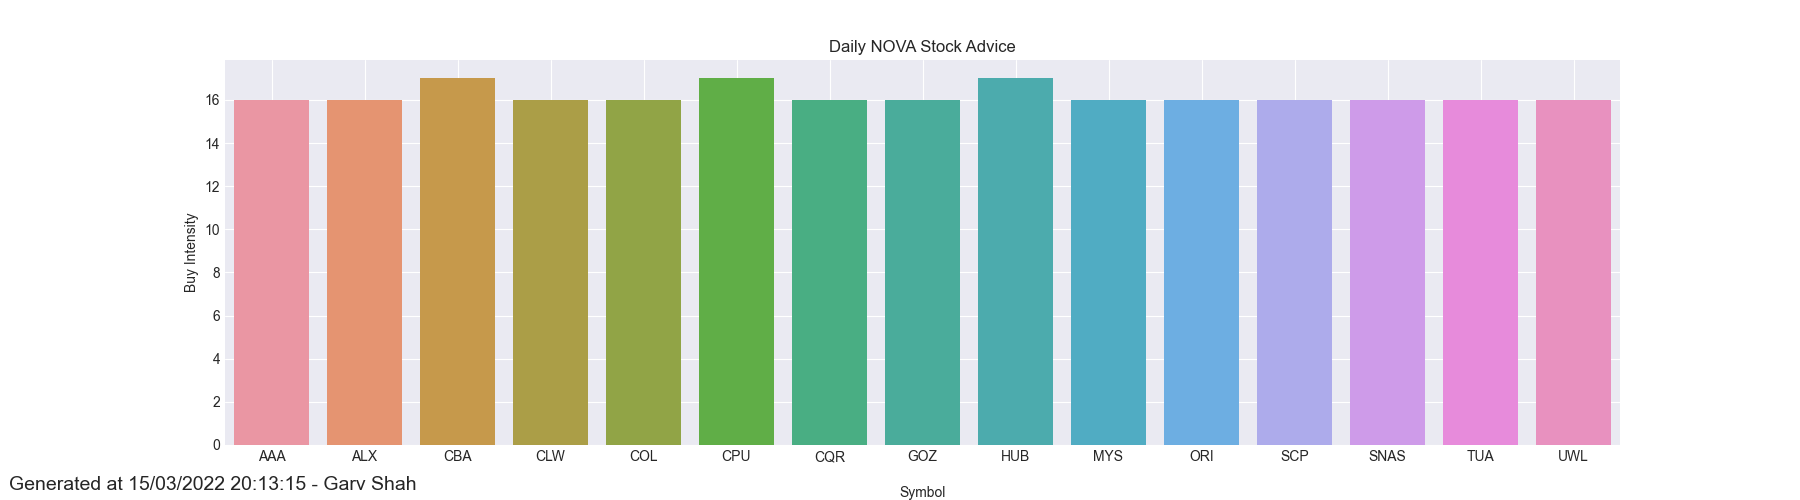 Daily NOVA Stock Advice
Buy Intensity
16
14
12
10
8
6
4
2
0
AAA ALX CBA CLW COL CPU CQR GOZ HUB MYS ORI SCP SNAS TUA UWL
Symbol
Generated at 15/03/2022 20:13:15 - Garv Shah